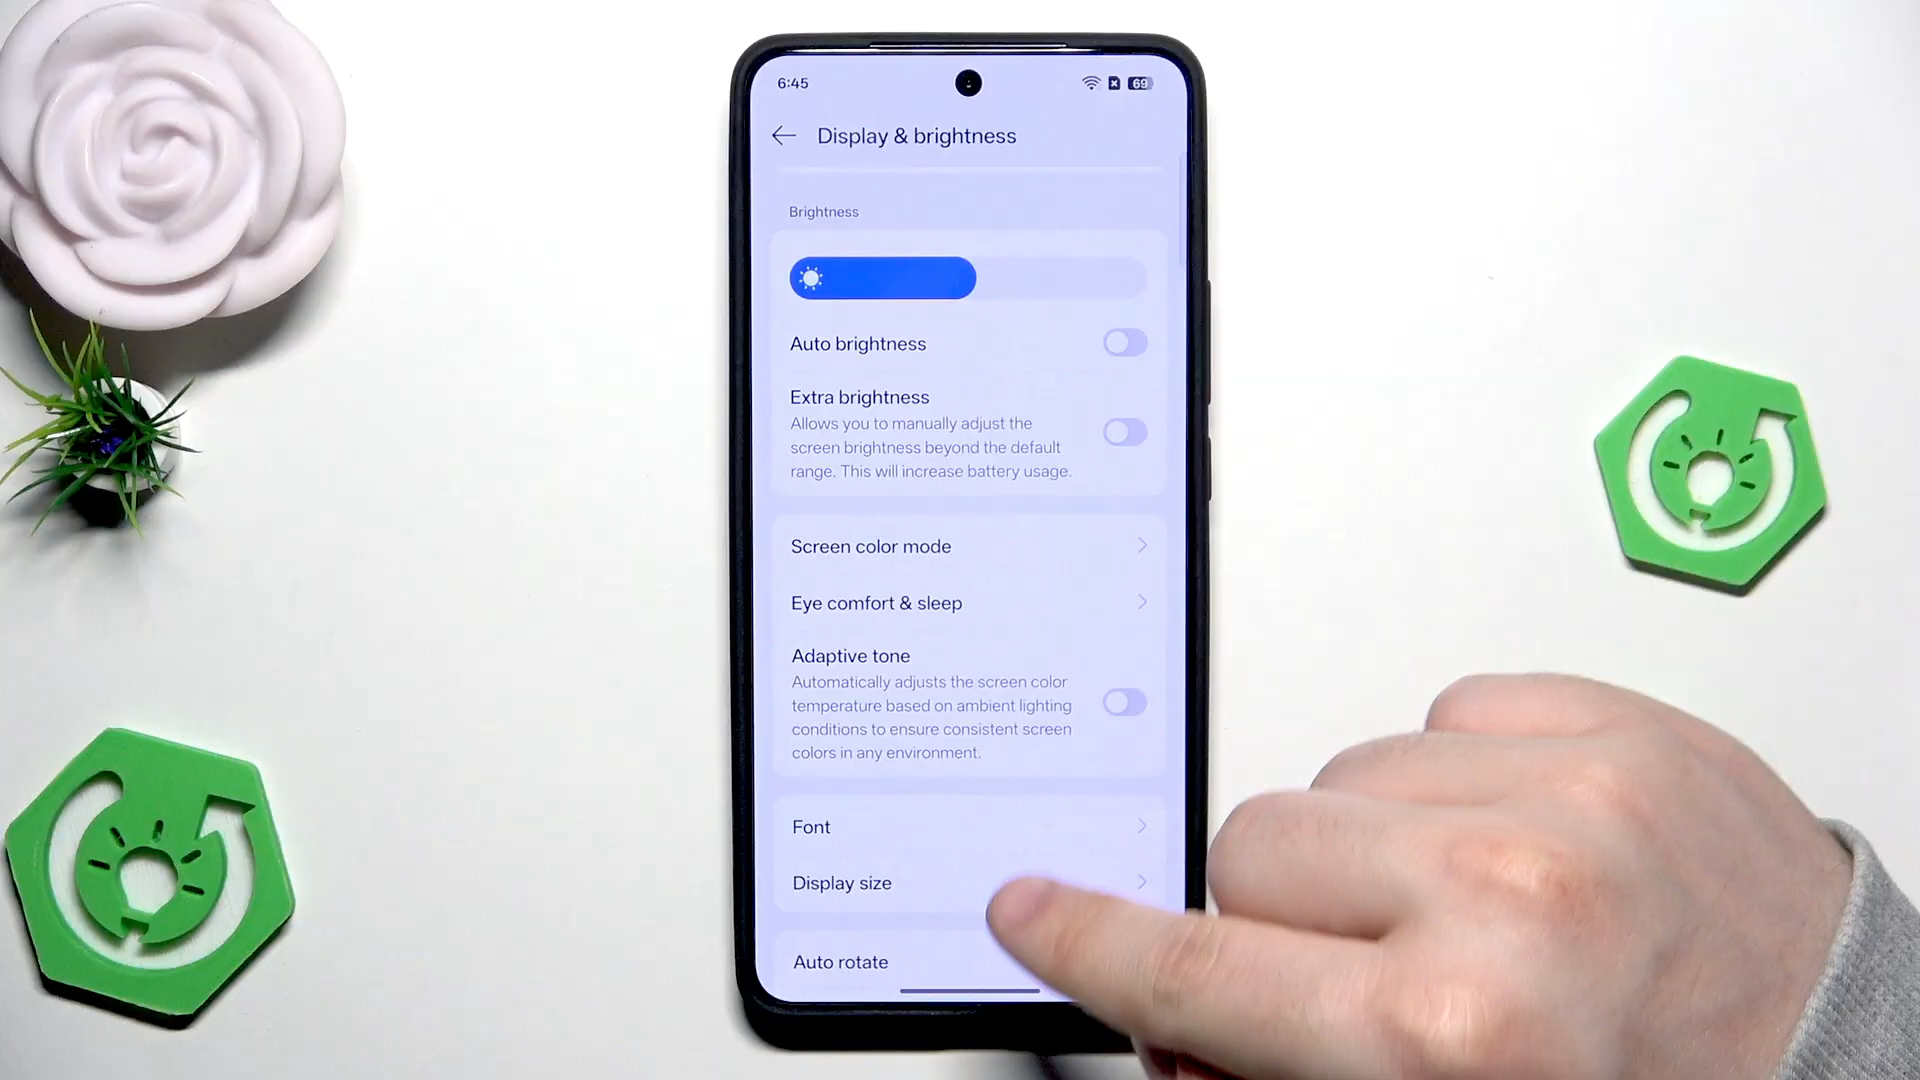 6:45
69
Display & brightness
Brightness
Auto brightness
Extra brightness
Allows you to manually adjust the
screen brightness beyond the default
range. This will increase battery usage.
Screen color mode
Eye comfort & sleep
Adaptive tone
Automatically adjusts the screen color
temperature based on ambient lighting
conditions to ensure consistent screen
colors in any environment.
Font
Display size
Auto rotate